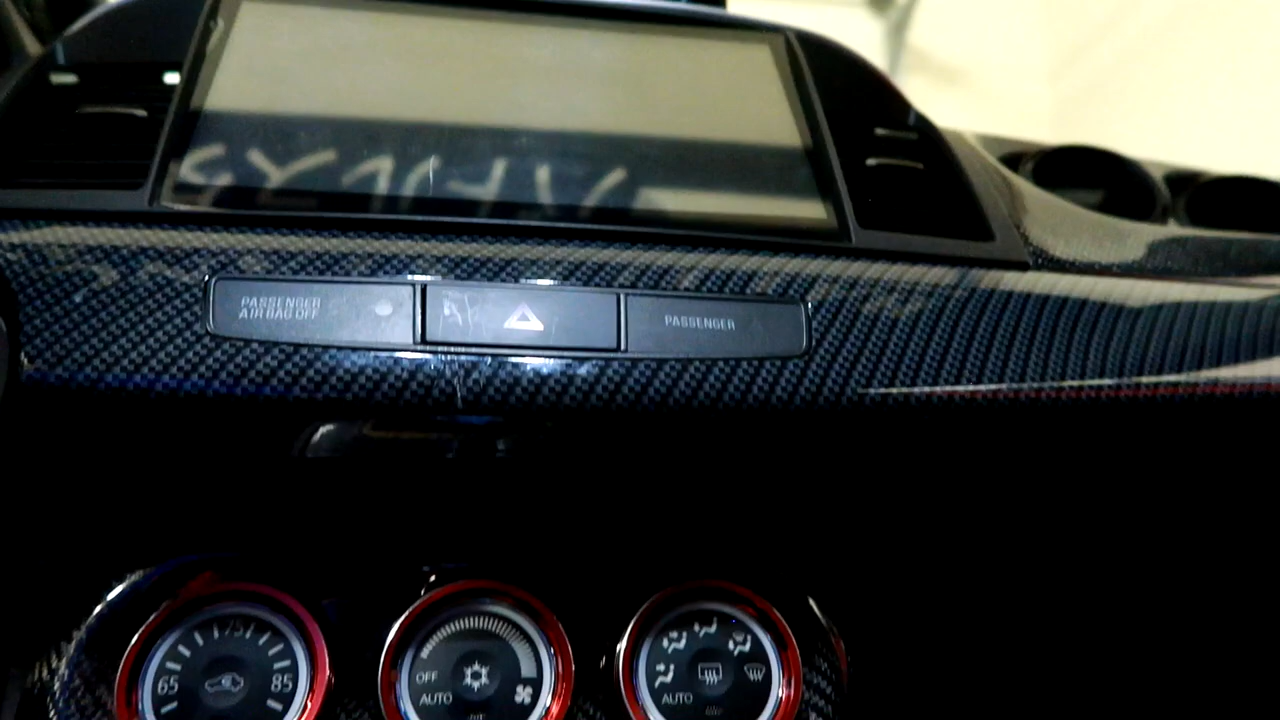 PASSENGER
AIR BAG OFF
PASSENGER
75
65 85
OFF
AUTO
AUTO